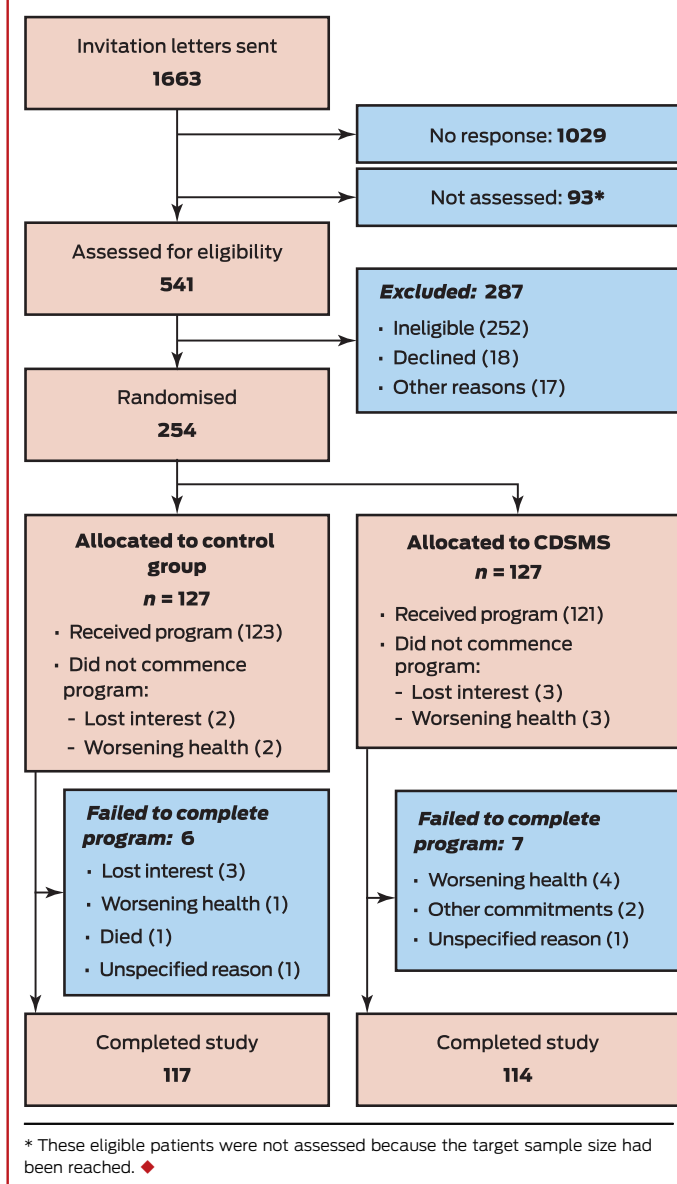 Invitation letters sent
1663
No response: 1029
Not assessed: 93*
Assessed for eligibility
541
Excluded: 287
· Ineligible (252)
· Declined (18)
· Other reasons (17)
Randomised
254
Allocated to control
group
n = 127
· Received program (123)
· Did not commence
program:
- Lost interest (2)
- Worsening health (2)
Allocated to CDSMS
n = 127
· Received program (121)
· Did not commence
program:
- Lost interest (3)
- Worsening health (3)
Failed to complete
program: 6
· Lost interest (3)
· Worsening health (1)
· Died (1)
· Unspecified reason (1)
Failed to complete
program: 7
· Worsening health (4)
· Other commitments (2)
· Unspecified reason (1)
Completed study
117
Completed study
114
* These eligible patients were not assessed because the target sample size had
been reached. ◆